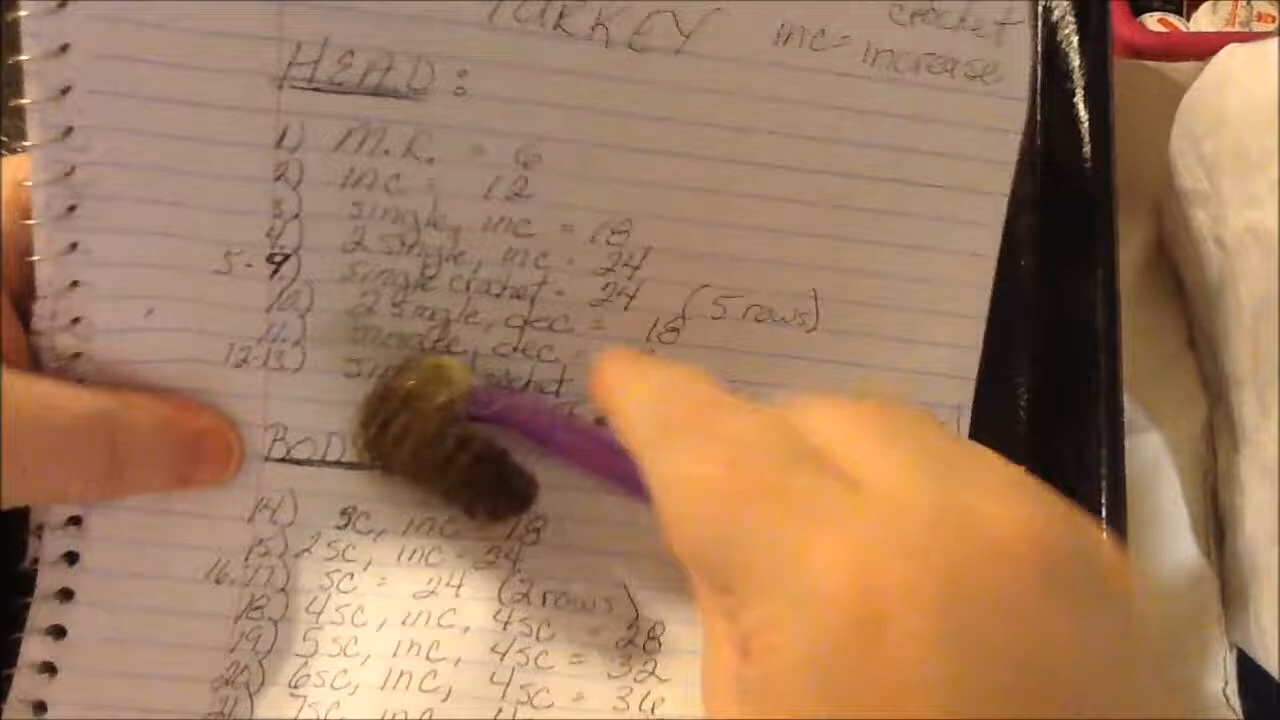 TURKEY
crochet
inc = increase
HEAD:
1) M.R. = 6
2) inc = 12
3) single, inc = 18
4.) 2 single, inc = 24
5-9.) single crochet = 24 (5 rows)
10) 2 single, dec = 18
11.) single, dec =
12-13)
BOD
14) sc, inc 18
15.) 2sc, inc = 24
16.17) sc = 24 (2 rows)
18.) 4sc, inc, 4sc = 28
19.) 5sc, inc, 4sc = 32
20.) 6sc, inc, 4sc = 36
21.) 7sc, inc